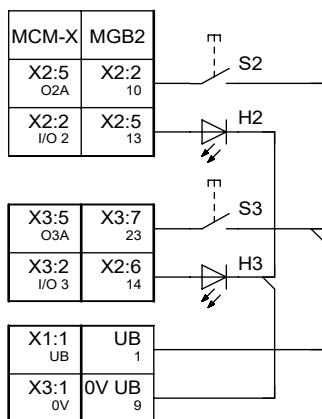 MCM-X MGB2
X2:5 X2:2 S2
O2A 10
X2:2 X2:5 H2
I/O 2 13
X3:5 X3:7 S3
O3A 23
X3:2 X2:6 H3
I/O 3 14
X1:1 UB
UB 1
X3:1 0V UB
0V 9